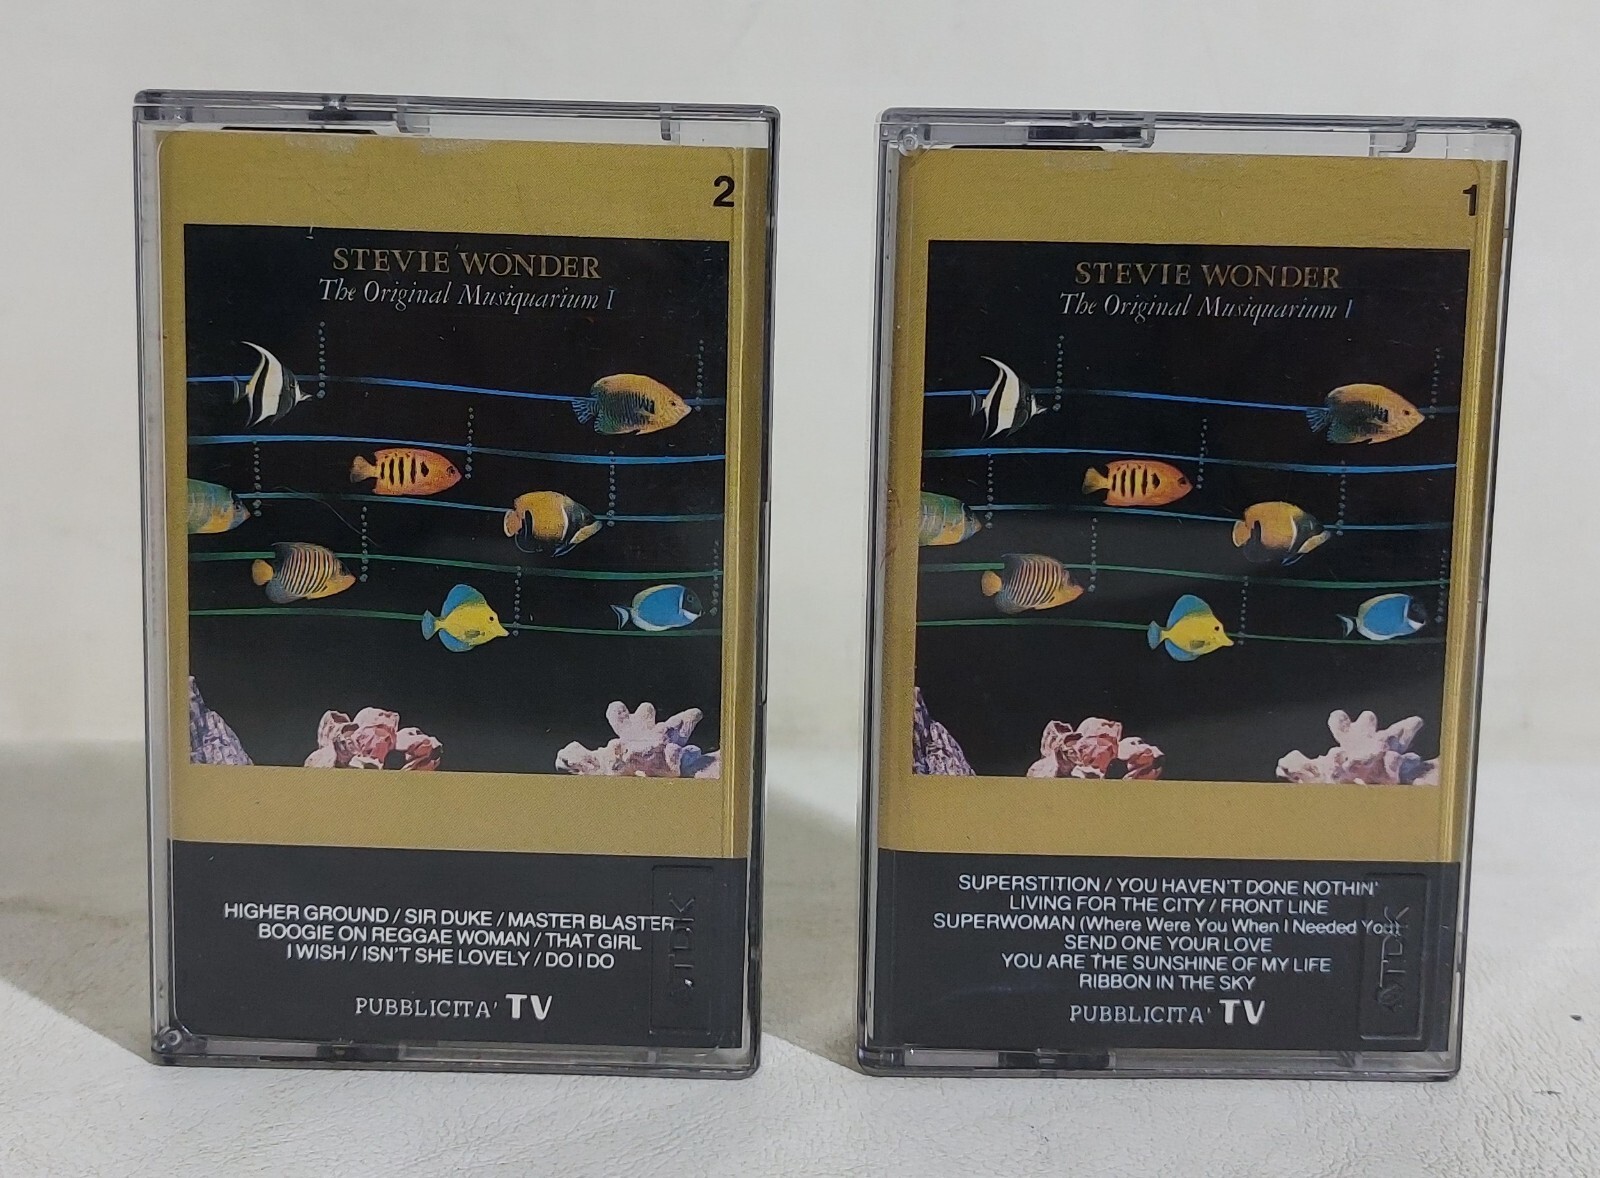 2
STEVIE WONDER
The Original Musiquarium I
HIGHER GROUND / SIR DUKE / MASTER BLASTER
BOOGIE ON REGGAE WOMAN / THAT GIRL
I WISH / ISN'T SHE LOVELY / DO I DO
PUBBLICITA' TV
TDK
1
STEVIE WONDER
The Original Musiquarium I
SUPERSTITION / YOU HAVEN'T DONE NOTHIN'
LIVING FOR THE CITY / FRONT LINE
SUPERWOMAN (Where Were You When I Needed You)
SEND ONE YOUR LOVE
YOU ARE THE SUNSHINE OF MY LIFE
RIBBON IN THE SKY
PUBBLICITA' TV
TDK